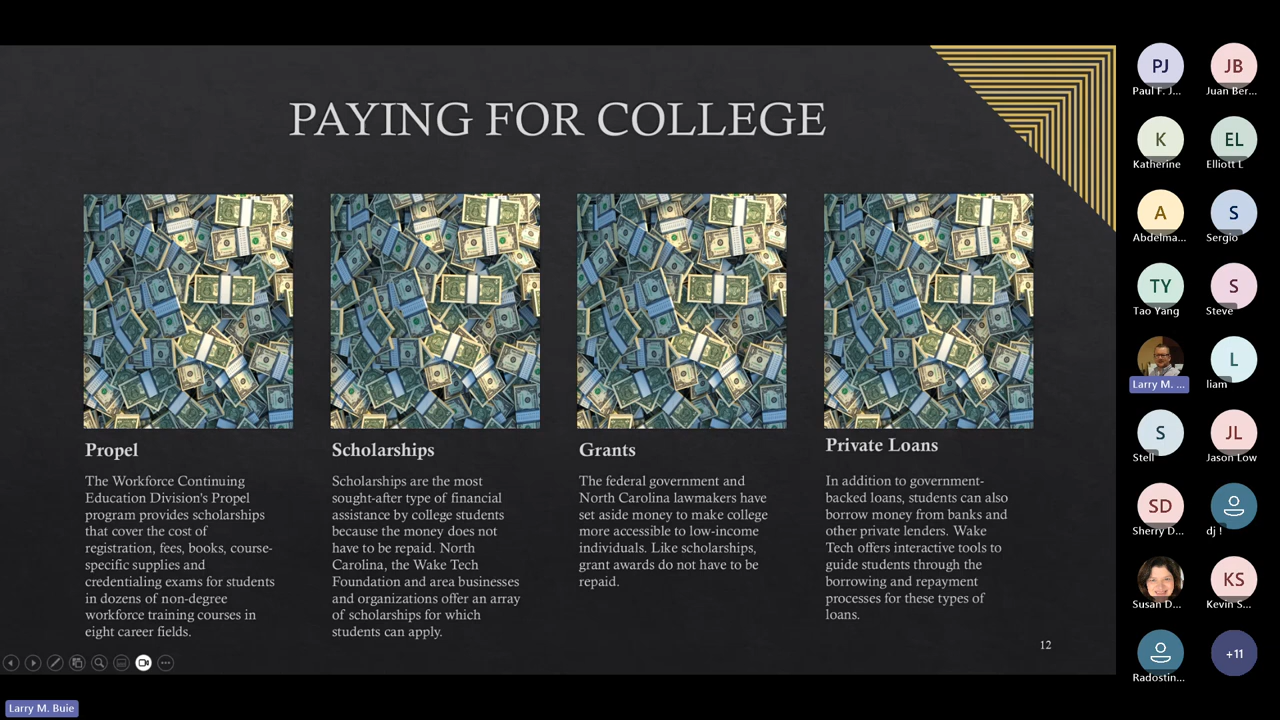 PAYING FOR COLLEGE
Propel
The Workforce Continuing
Education Division's Propel
program provides scholarships
that cover the cost of
registration, fees, books, course-
specific supplies and
credentialing exams for students
in dozens of non-degree
workforce training courses in
eight career fields.
Scholarships
Scholarships are the most
sought-after type of financial
assistance by college students
because the money does not
have to be repaid. North
Carolina, the Wake Tech
Foundation and area businesses
and organizations offer an array
of scholarships for which
students can apply.
Grants
The federal government and
North Carolina lawmakers have
set aside money to make college
more accessible to low-income
individuals. Like scholarships,
grant awards do not have to be
repaid.
Private Loans
In addition to government-
backed loans, students can also
borrow money from banks and
other private lenders. Wake
Tech offers interactive tools to
guide students through the
borrowing and repayment
processes for these types of
loans.
12
PJ
Paul F. J...
JB
Juan Ber...
K
Katherine
EL
Elliott L
A
Abdelma...
S
Sergio
TY
Tao Yang
S
Steve
Larry M. ...
L
liam
S
Stell
JL
Jason Low
SD
Sherry D...
dj !
Susan D...
KS
Kevin S...
Radostin...
+11
Larry M. Buie